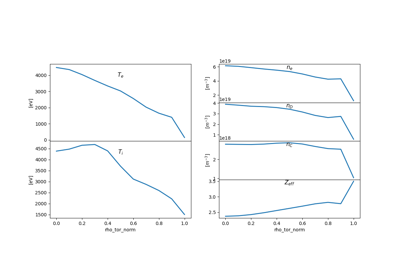 T_e
[eV]
4000
3000
2000
1000
0
T_i
[eV]
4500
4000
3500
3000
2500
2000
1500
0.0 0.2 0.4 0.6 0.8 1.0
rho_tor_norm
1e19
n_e
[m⁻³]
6
4
2
1e19
n_D
[m⁻³]
4
2
1e18
[m⁻³]
2
Z_eff
3.5
3.0
2.5
0.0 0.2 0.4 0.6 0.8 1.0
rho_tor_norm